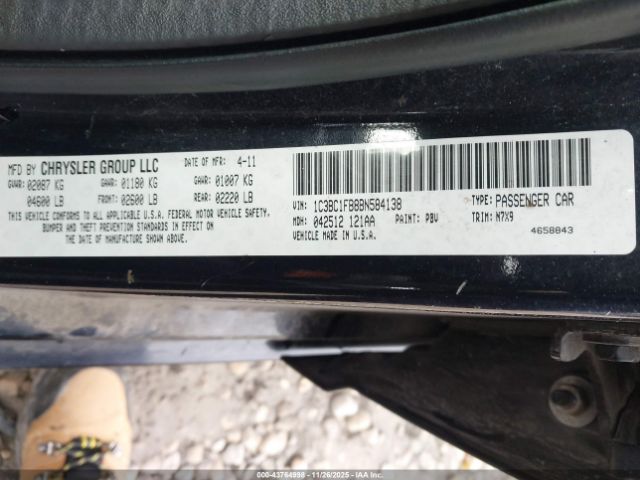 MFD BY CHRYSLER GROUP LLC DATE OF MFR 4-11
GVWR: 02087 KG GAWR: 01180 KG GAWR: 01007 KG
04600 LB FRONT: 02600 LB REAR: 02220 LB
THIS VEHICLE CONFORMS TO ALL APPLICABLE U.S.A. FEDERAL MOTOR VEHICLE SAFETY,
BUMPER AND THEFT PREVENTION STANDARDS IN EFFECT ON
THE DATE OF MANUFACTURE SHOWN ABOVE.
VIN: 1C3BC1FB8BN584138 TYPE: PASSENGER CAR
MDH: 042512 121AA PAINT: PBV TRIM: N7X9
VEHICLE MADE IN U.S.A. 4658843
000-43764998 11/26/2025 IAA Inc.